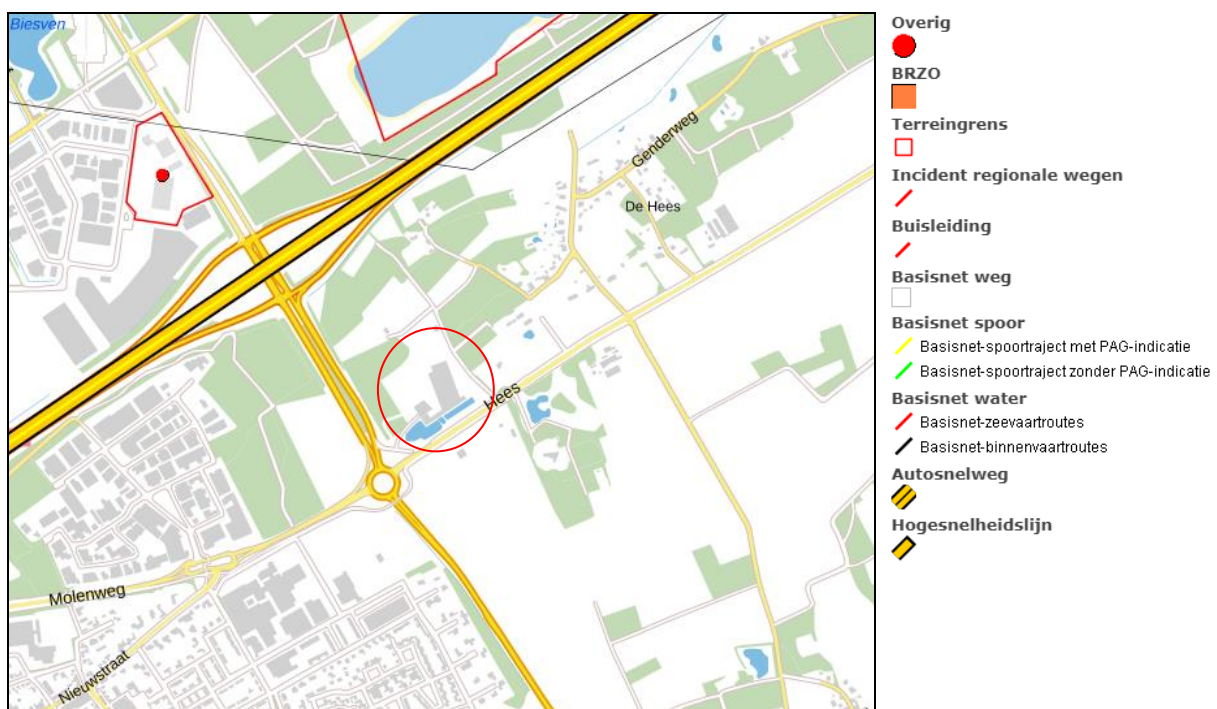 Biesven
Genderweg
De Hees
Hees
Molenweg
Nieuwstraat
Overig
BRZO
Terreingrens
Incident regionale wegen
Buisleiding
Basisnet weg
Basisnet spoor
Basisnet-spoortraject met PAG-indicatie
Basisnet-spoortraject zonder PAG-indicatie
Basisnet water
Basisnet-zeevaartroutes
Basisnet-binnenvaartroutes
Autosnelweg
Hogesnelheidslijn